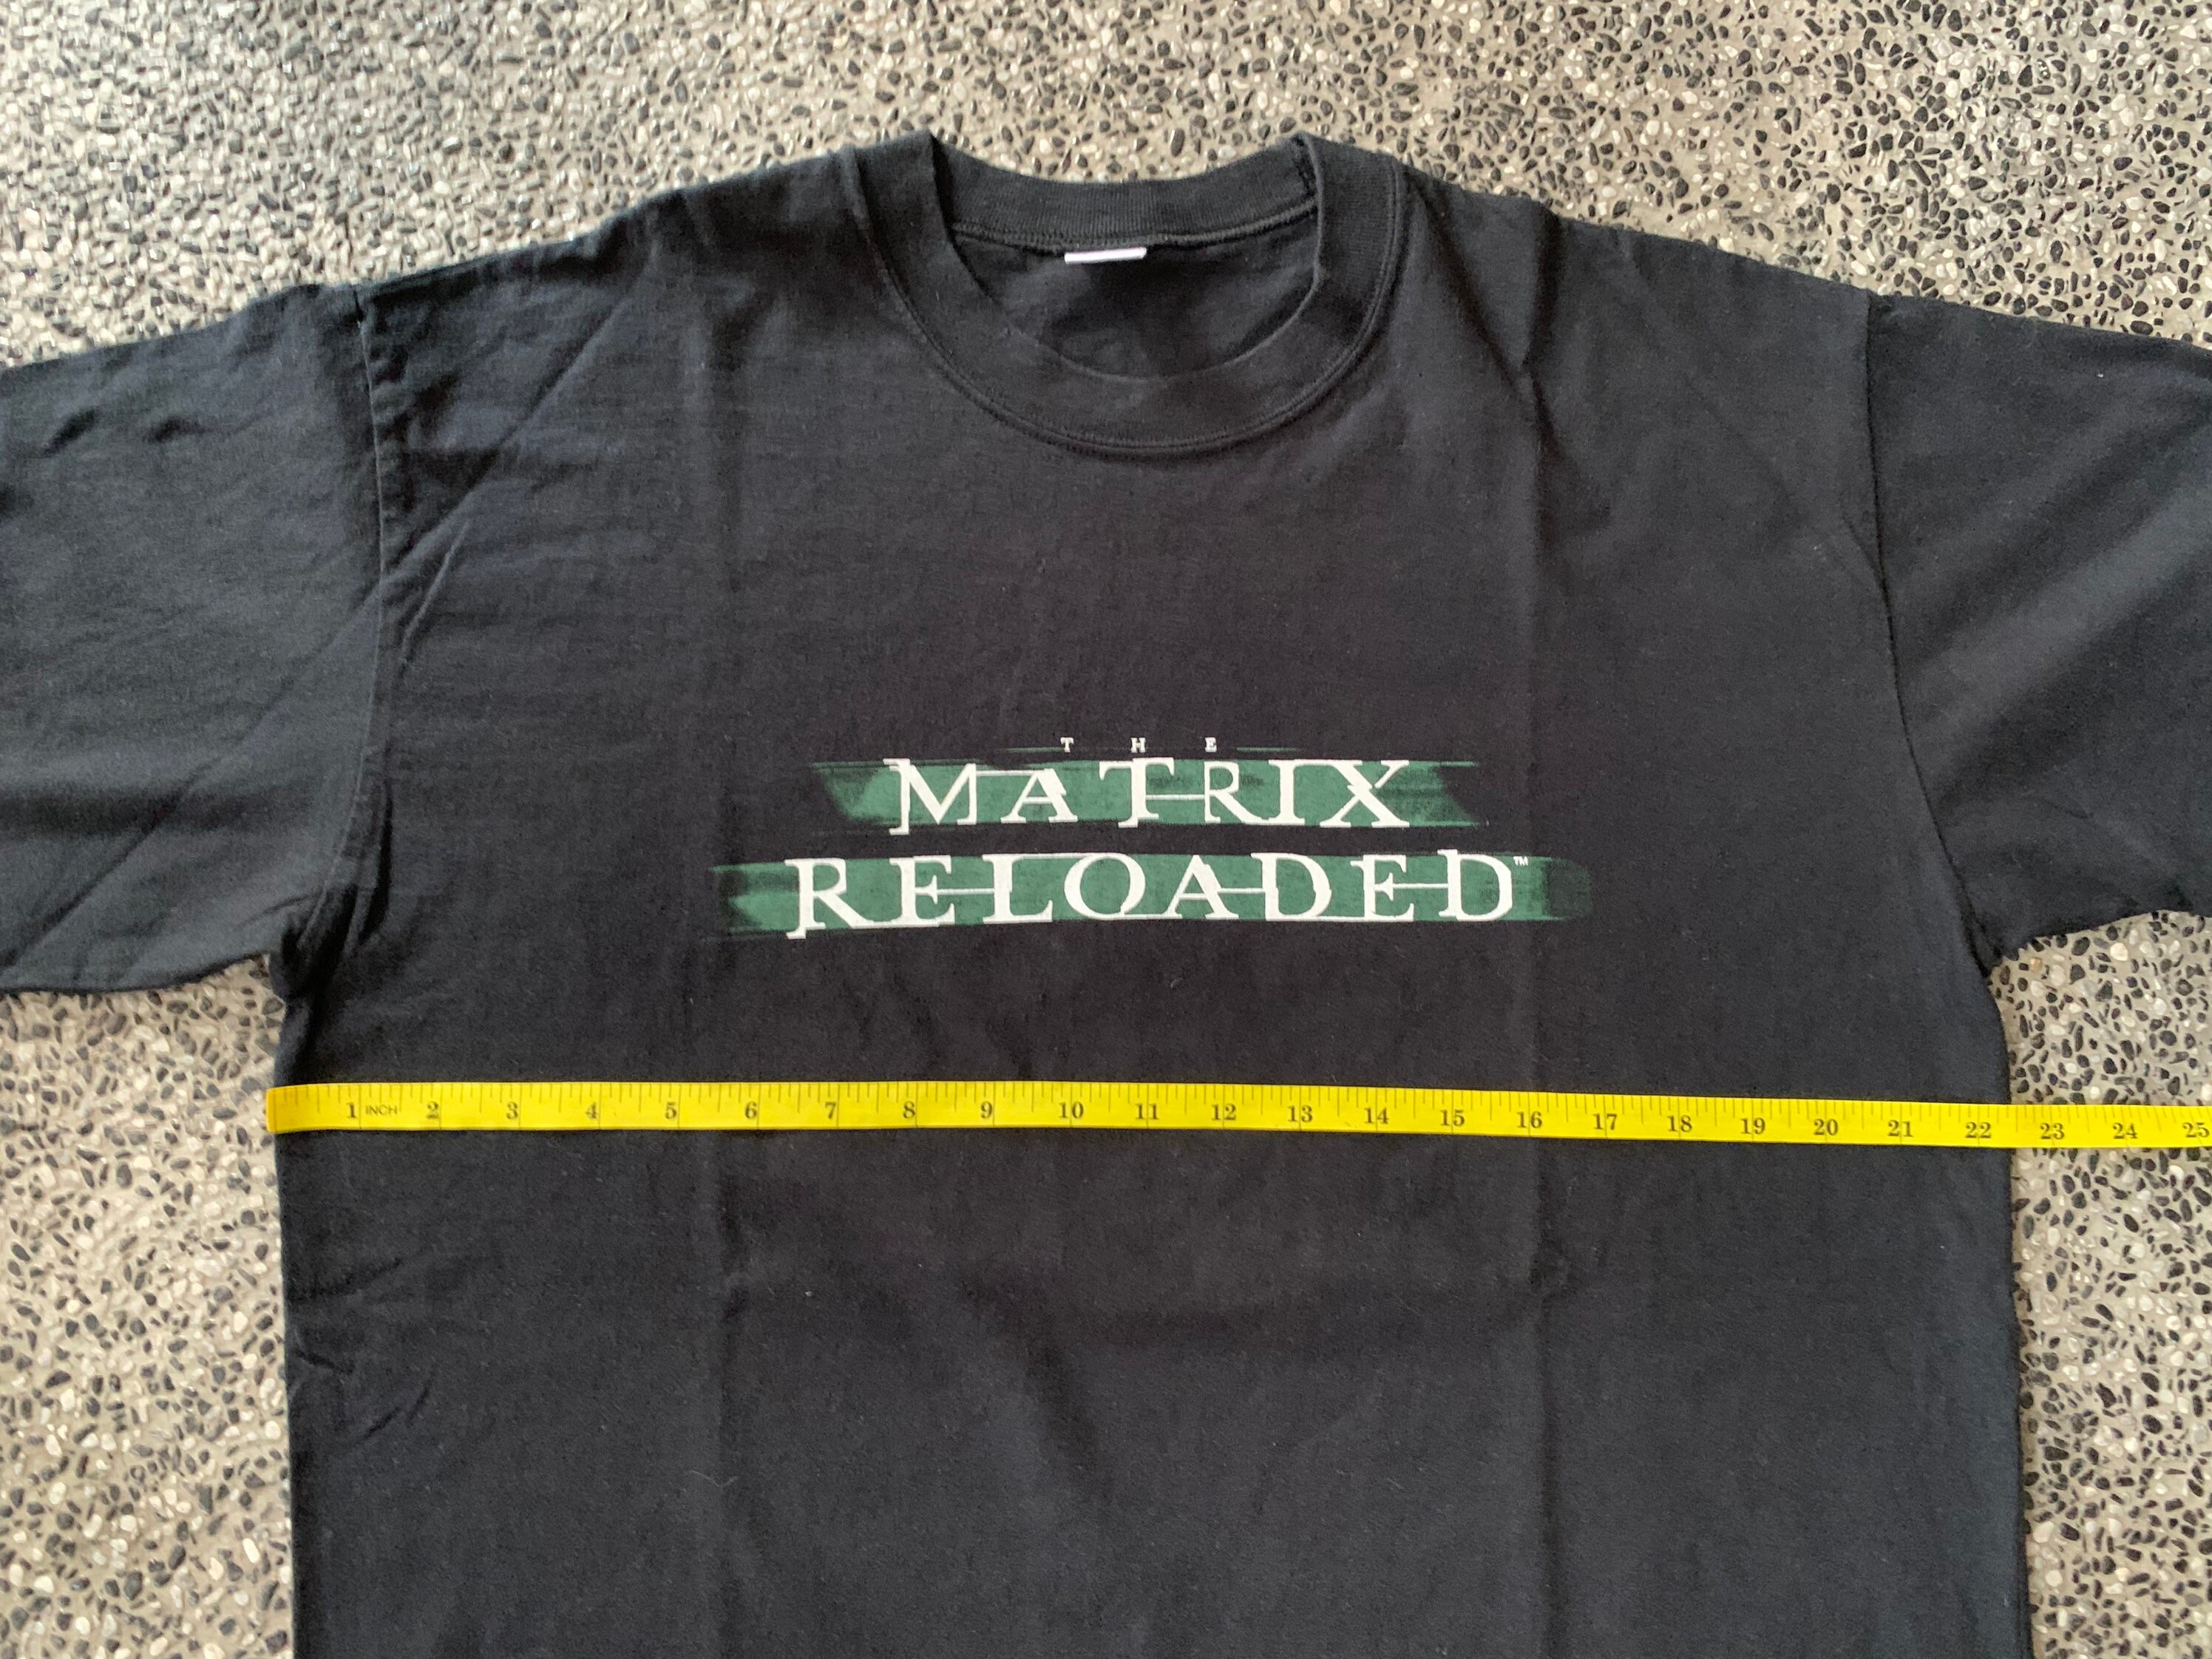 THE
MATRIX
RELOADED™
1 INCH 2 3 4 5 6 7 8 9 10 11 12 13 14 15 16 17 18 19 20 21 22 23 24 25